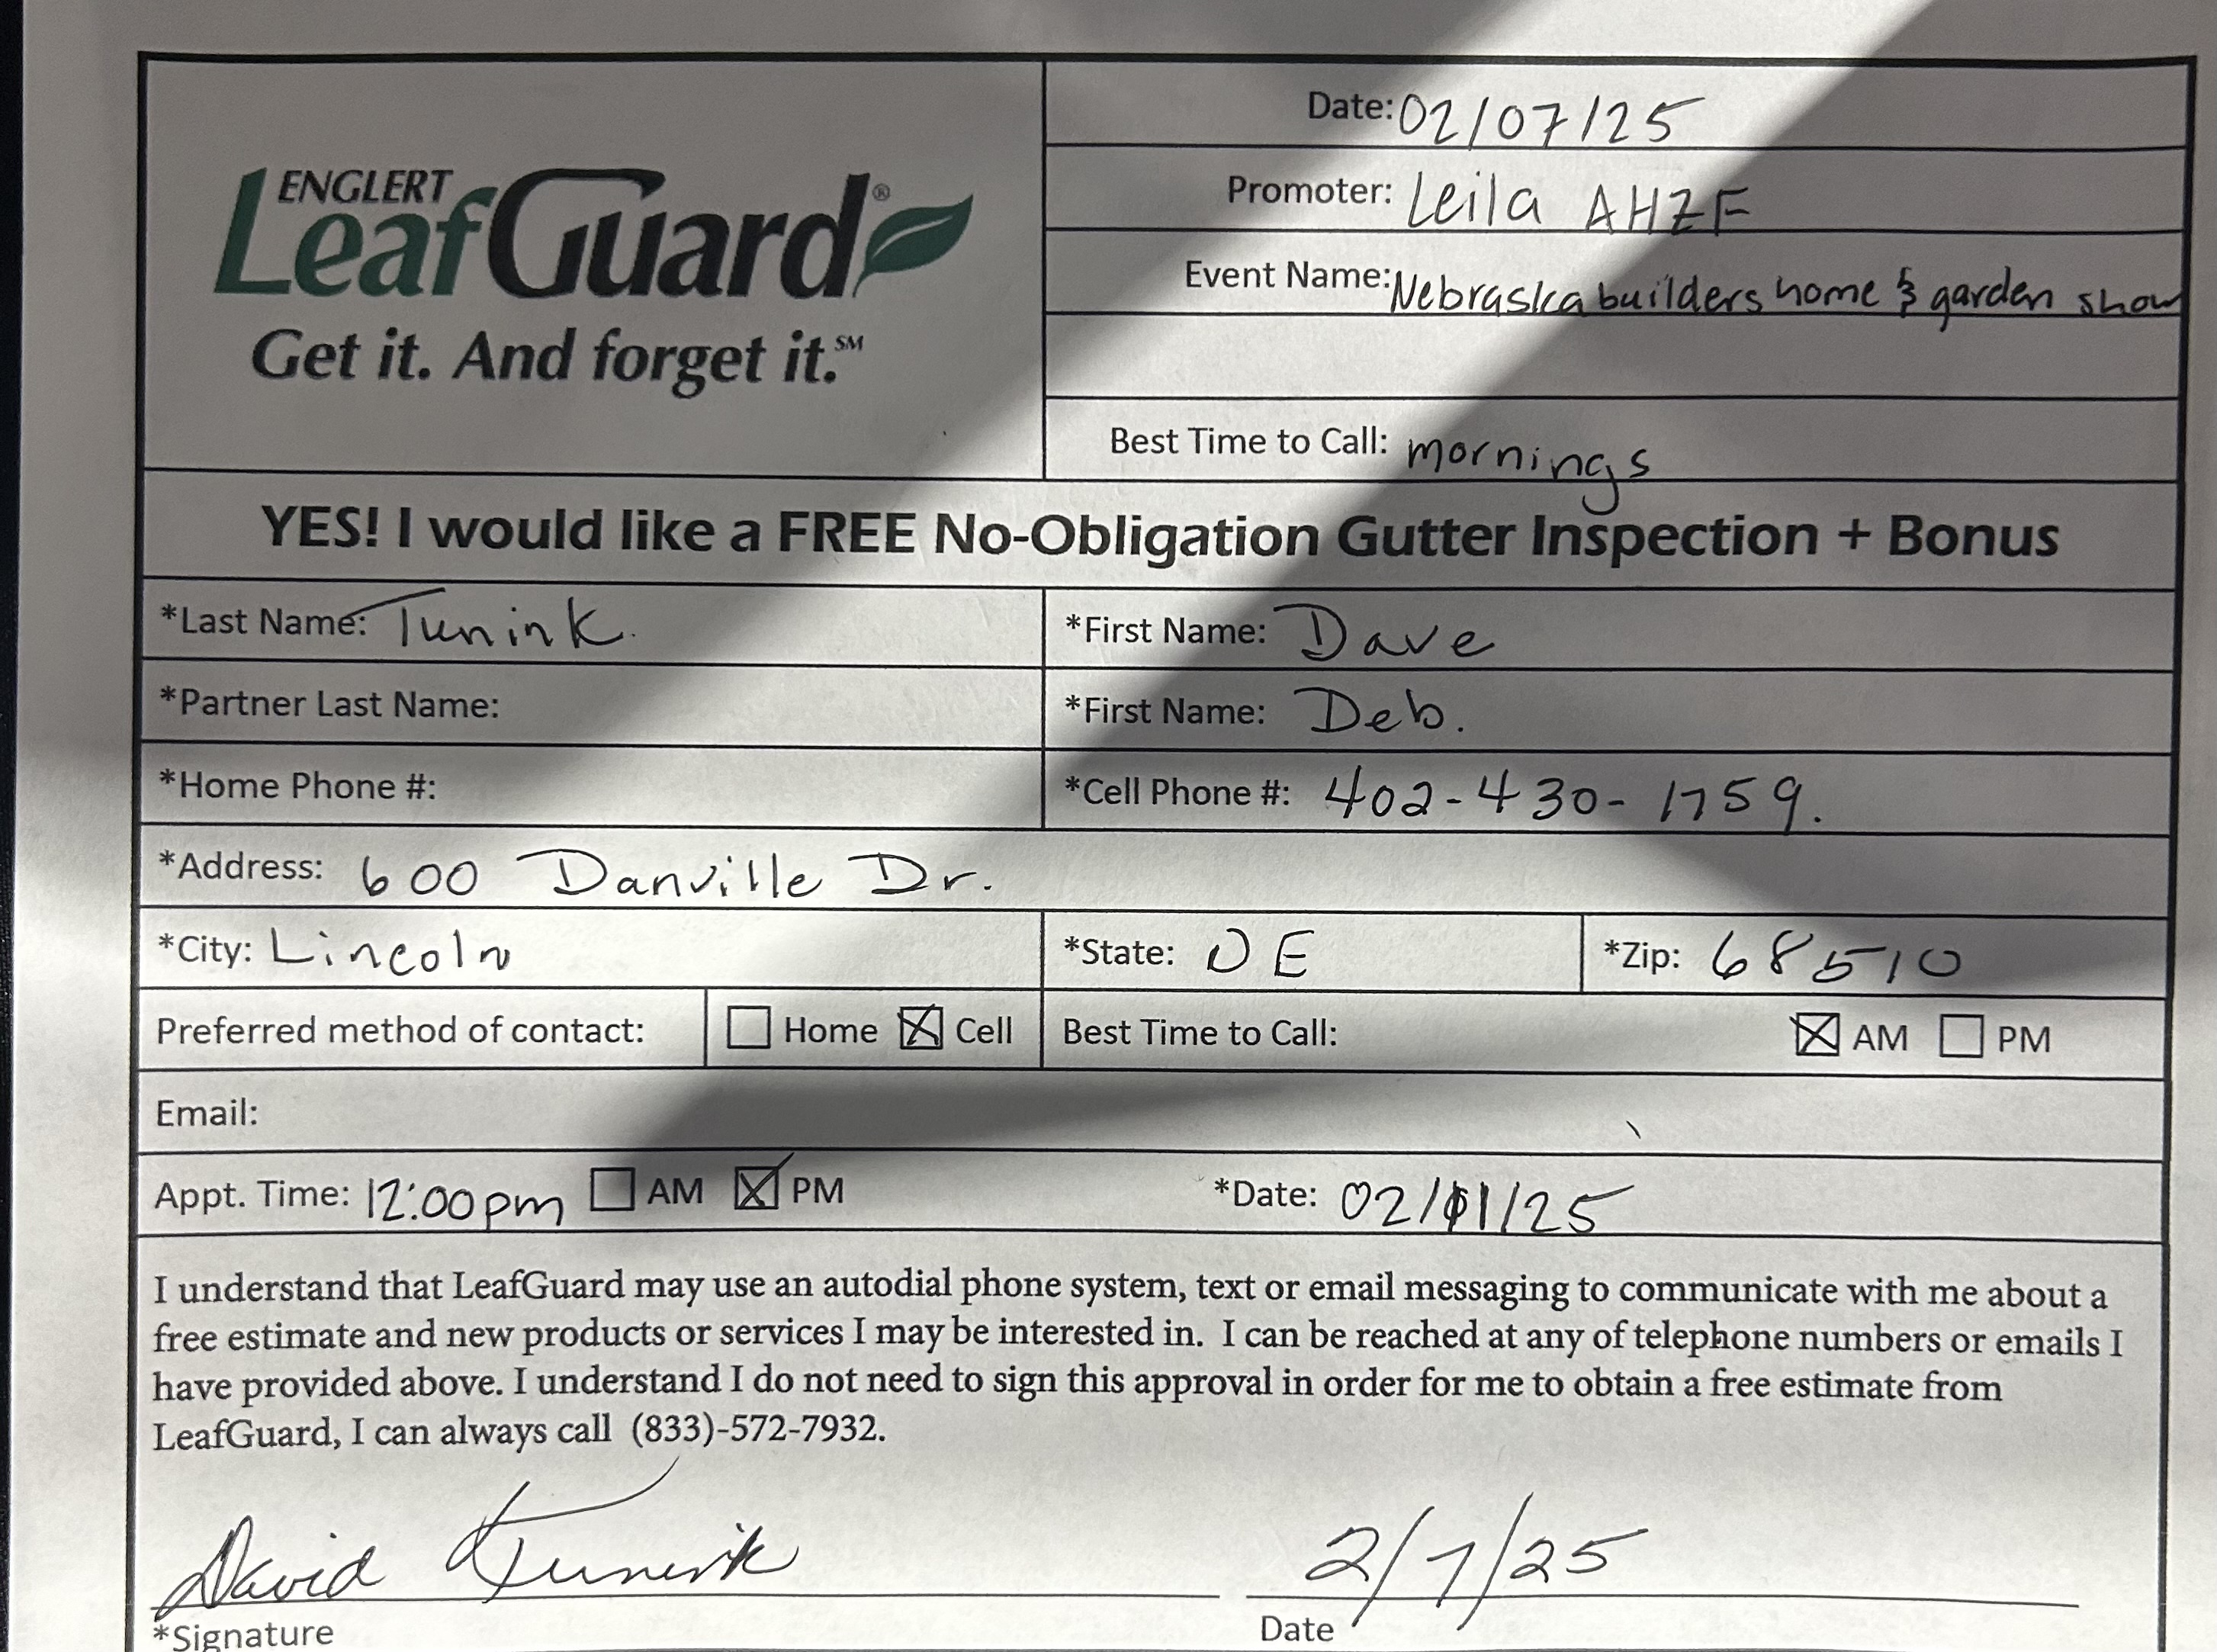 ENGLERT
LeafGuard®
Get it. And forget it.℠
Date: 02/07/25
Promoter: Leila AHZF
Event Name: Nebraska builders home & garden show
Best Time to Call: mornings
YES! I would like a FREE No-Obligation Gutter Inspection + Bonus
*Last Name: Tunink. *First Name: Dave
*Partner Last Name: *First Name: Deb.
*Home Phone #: *Cell Phone #: 402-430-1759.
*Address: 600 Danville Dr.
*City: Lincoln *State: NE *Zip: 68510
Preferred method of contact: ☐ Home ☒ Cell Best Time to Call: ☒ AM ☐ PM
Email:
Appt. Time: 12:00pm ☐ AM ☒ PM *Date: 02/11/25
I understand that LeafGuard may use an autodial phone system, text or email messaging to communicate with me about a
free estimate and new products or services I may be interested in. I can be reached at any of telephone numbers or emails I
have provided above. I understand I do not need to sign this approval in order for me to obtain a free estimate from
LeafGuard, I can always call (833)-572-7932.
David Tunink 2/7/25
*Signature Date